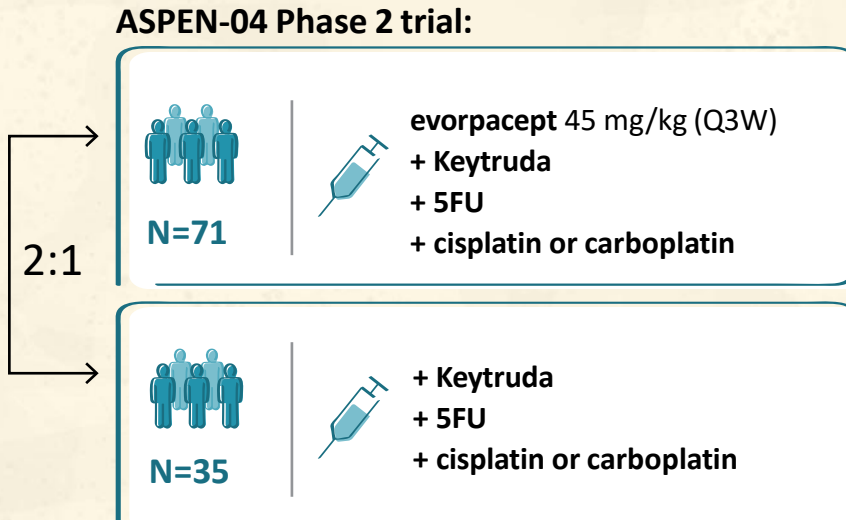 ASPEN-04 Phase 2 trial:
2:1
N=71
evorpacept 45 mg/kg (Q3W)
+ Keytruda
+ 5FU
+ cisplatin or carboplatin
N=35
+ Keytruda
+ 5FU
+ cisplatin or carboplatin